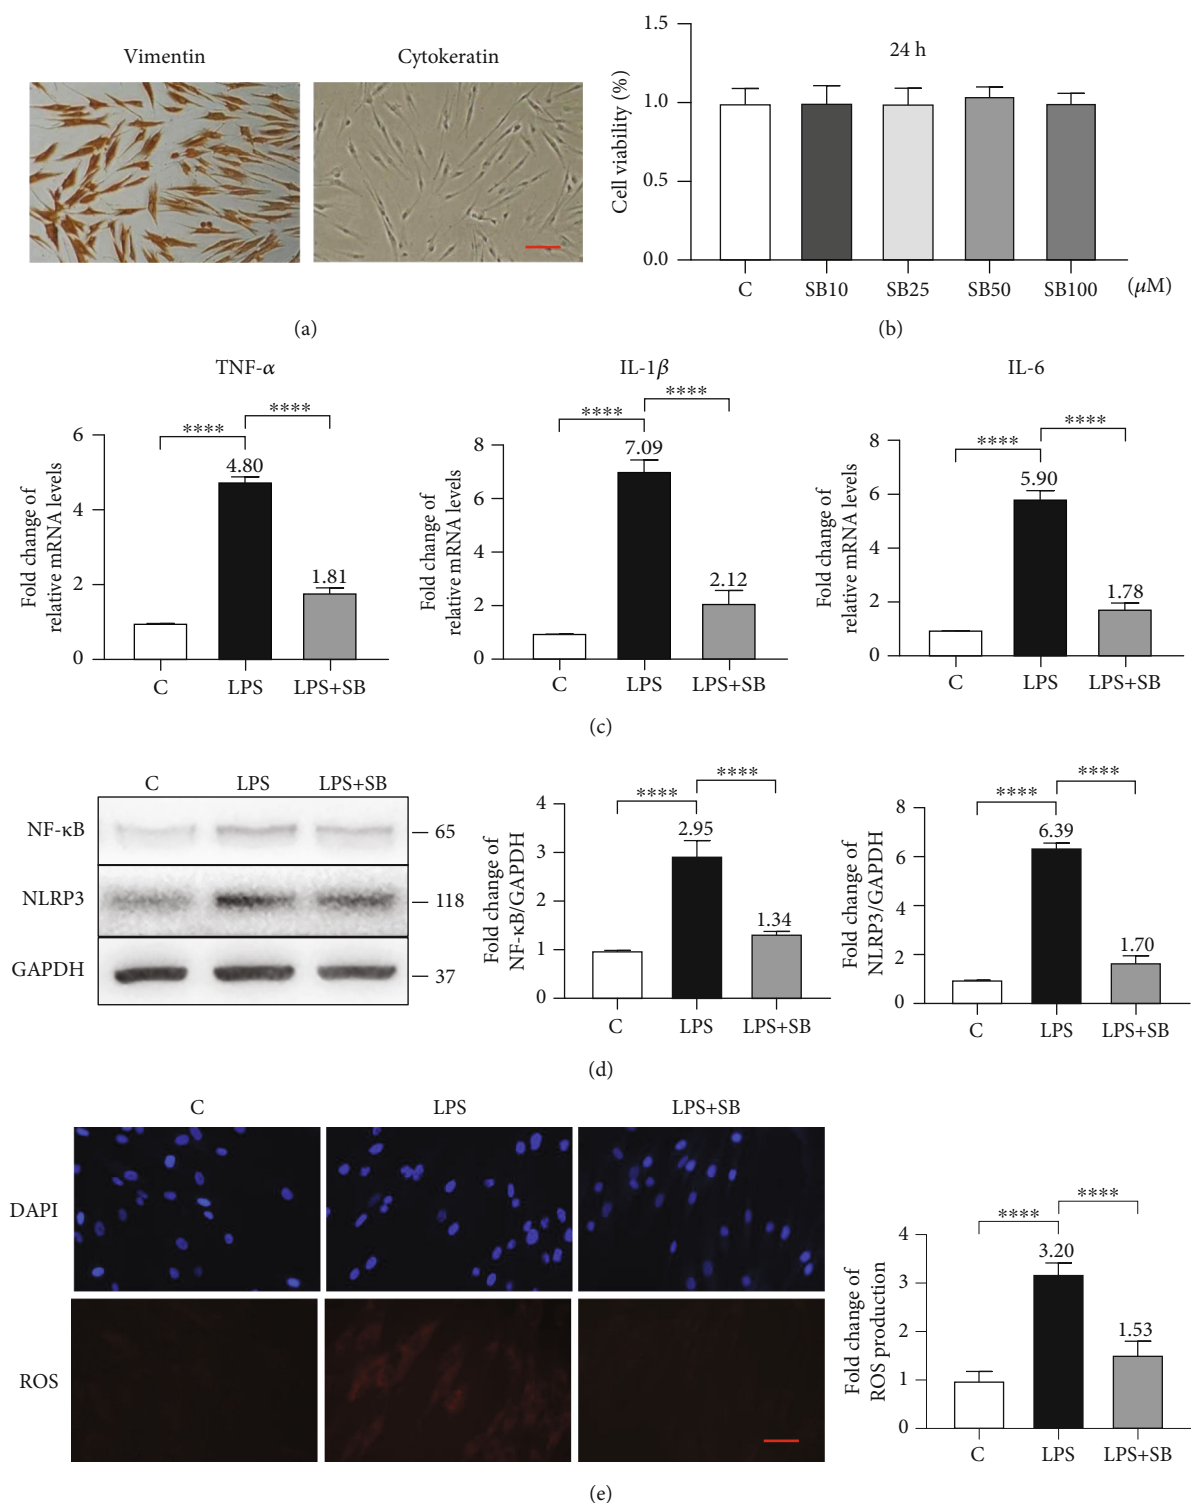 Vimentin
Cytokeratin
Cell viability (%)
1.5
1.0
0.5
0.0
24 h
C
SB10
SB25
SB50
SB100
(μM)
(a)
(b)
TNF-α
Fold change of
relative mRNA levels
6
4
2
0
****
****
4.80
1.81
C
LPS
LPS+SB
IL-1β
Fold change of
relative mRNA levels
8
6
4
2
0
****
****
7.09
2.12
C
LPS
LPS+SB
IL-6
Fold change of
relative mRNA levels
8
6
4
2
0
****
****
5.90
1.78
C
LPS
LPS+SB
(c)
C
LPS
LPS+SB
NF-κB
65
NLRP3
118
GAPDH
37
Fold change of
NF-κB/GAPDH
4
3
2
1
0
****
****
2.95
1.34
C
LPS
LPS+SB
Fold change of
NLRP3/GAPDH
8
6
4
2
0
****
****
6.39
1.70
C
LPS
LPS+SB
(d)
C
LPS
LPS+SB
DAPI
ROS
Fold change of
ROS production
4
3
2
1
0
****
****
3.20
1.53
C
LPS
LPS+SB
(e)